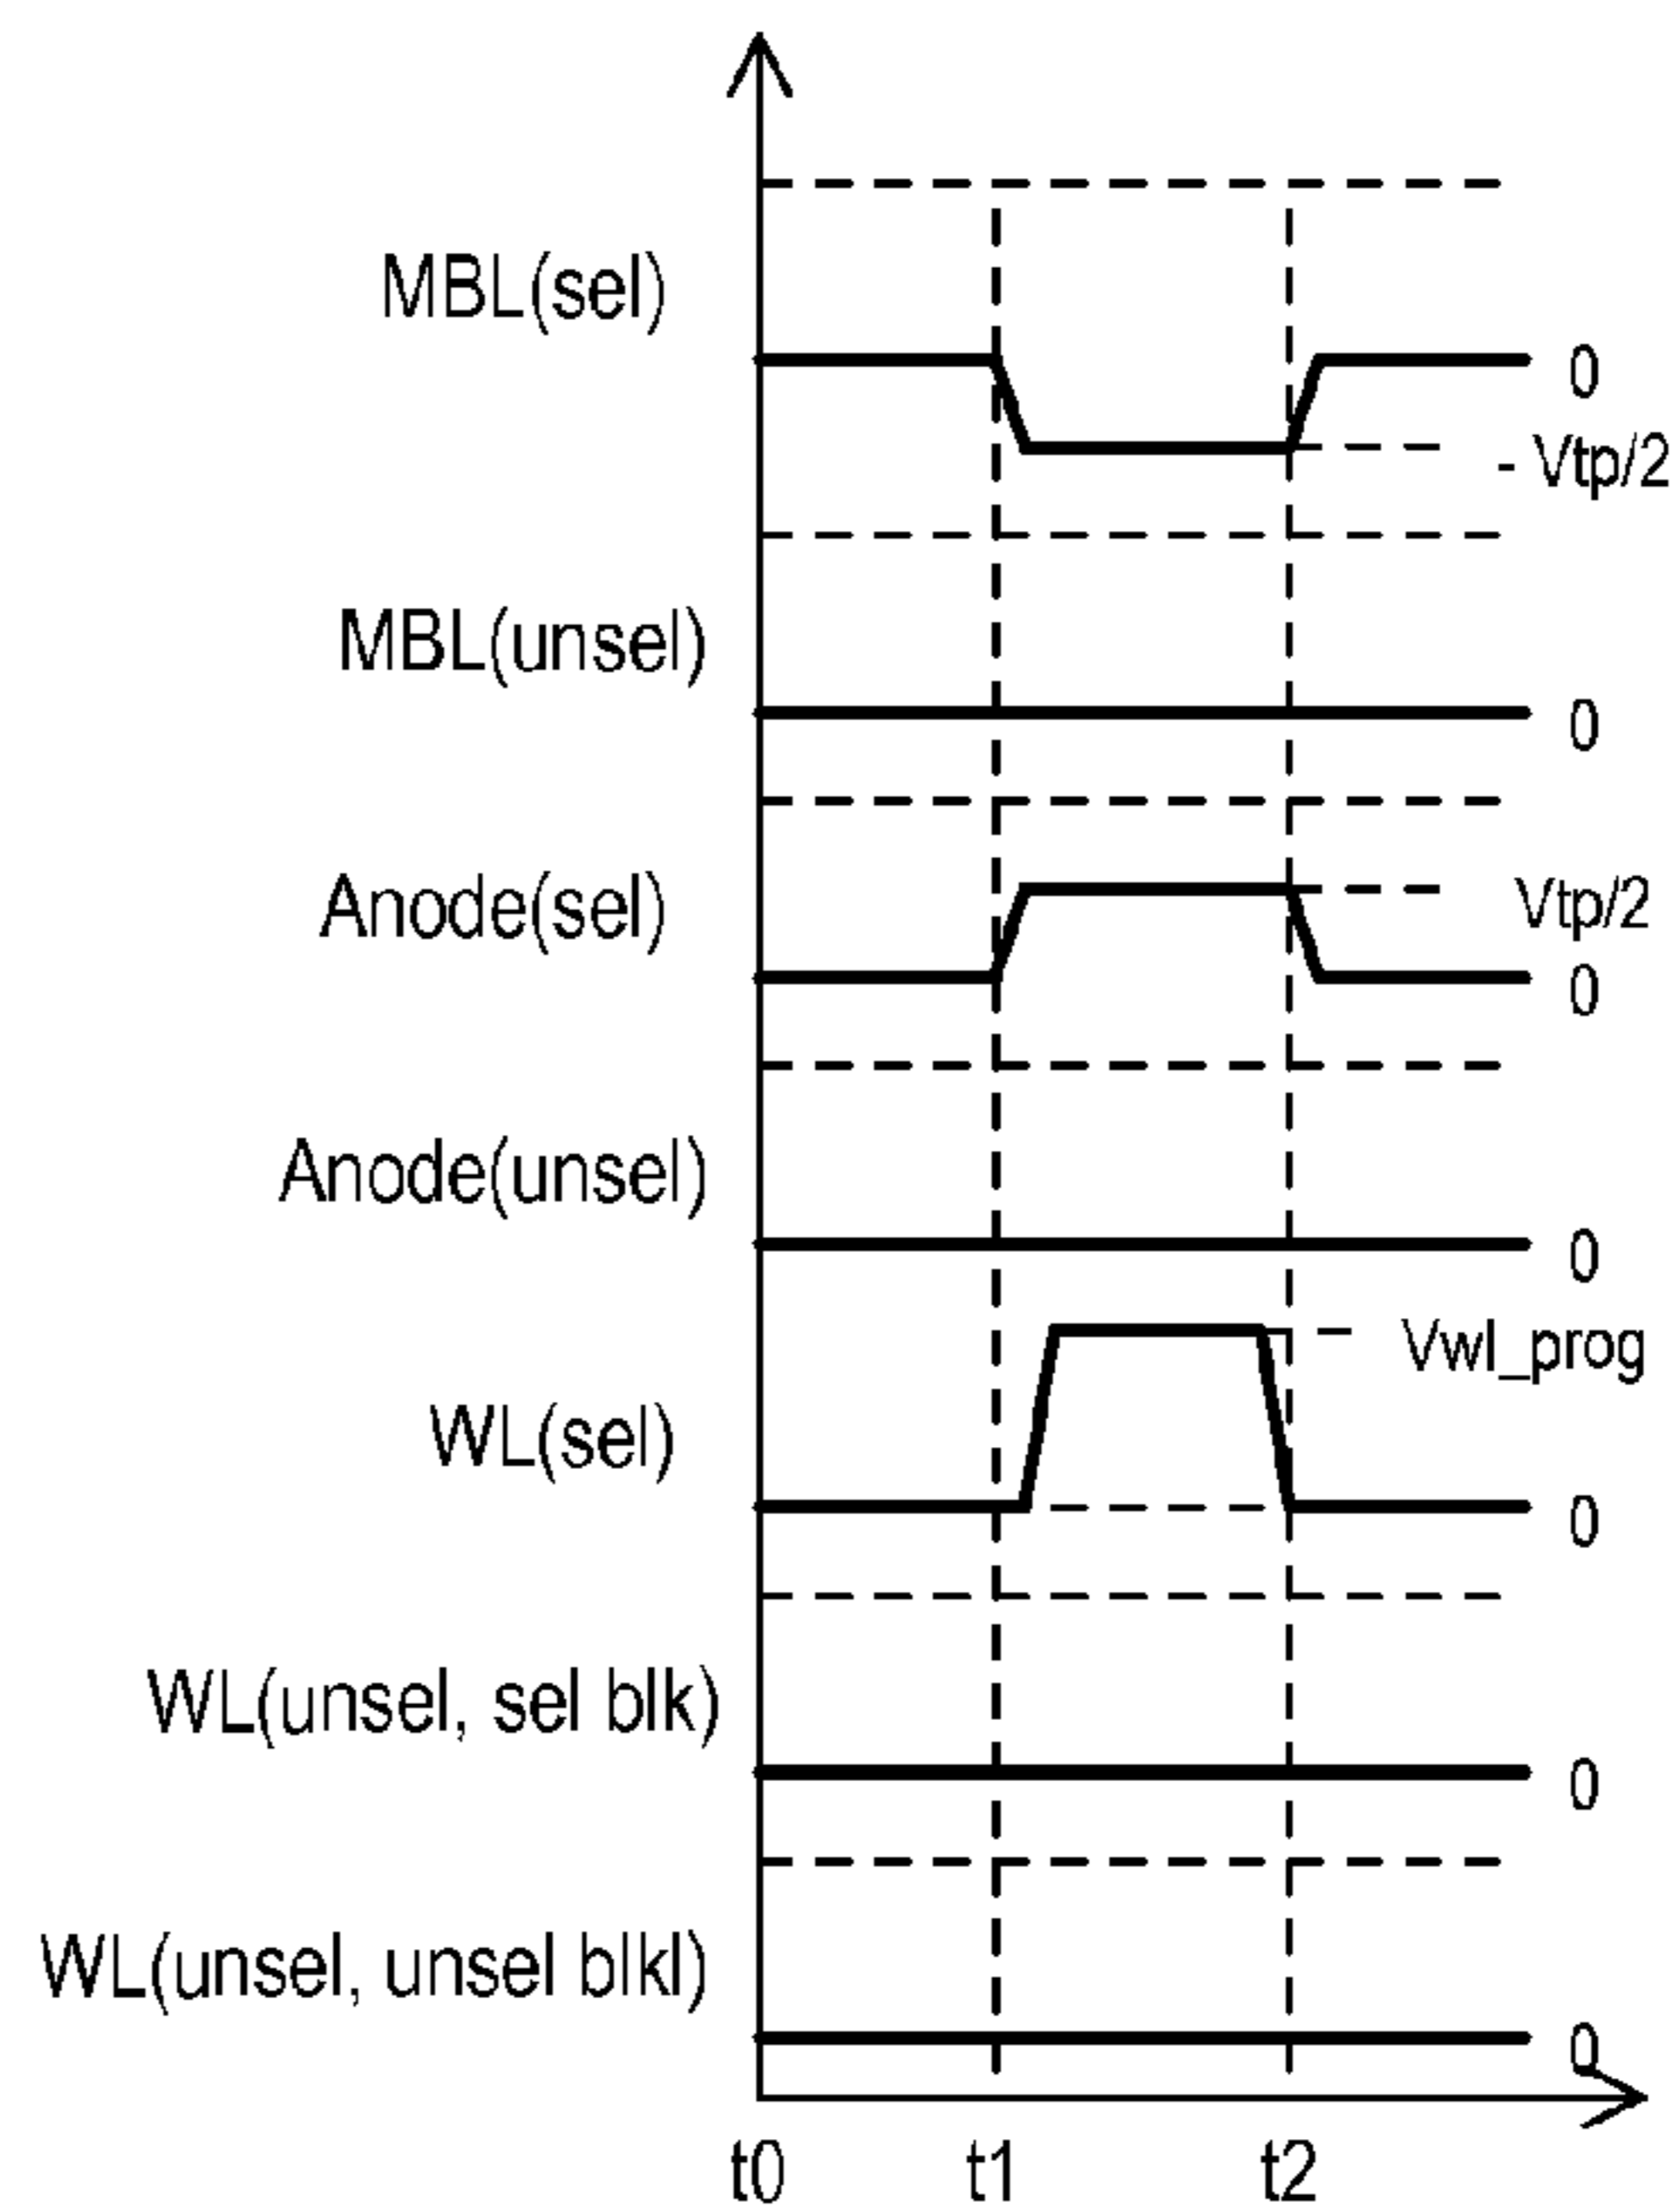 MBL(sel)
0
- Vtp/2
MBL(unsel)
0
Anode(sel)
Vtp/2
0
Anode(unsel)
0
Vwl_prog
WL(sel)
0
WL(unsel, sel blk)
0
WL(unsel, unsel blkl)
0
t0 t1 t2